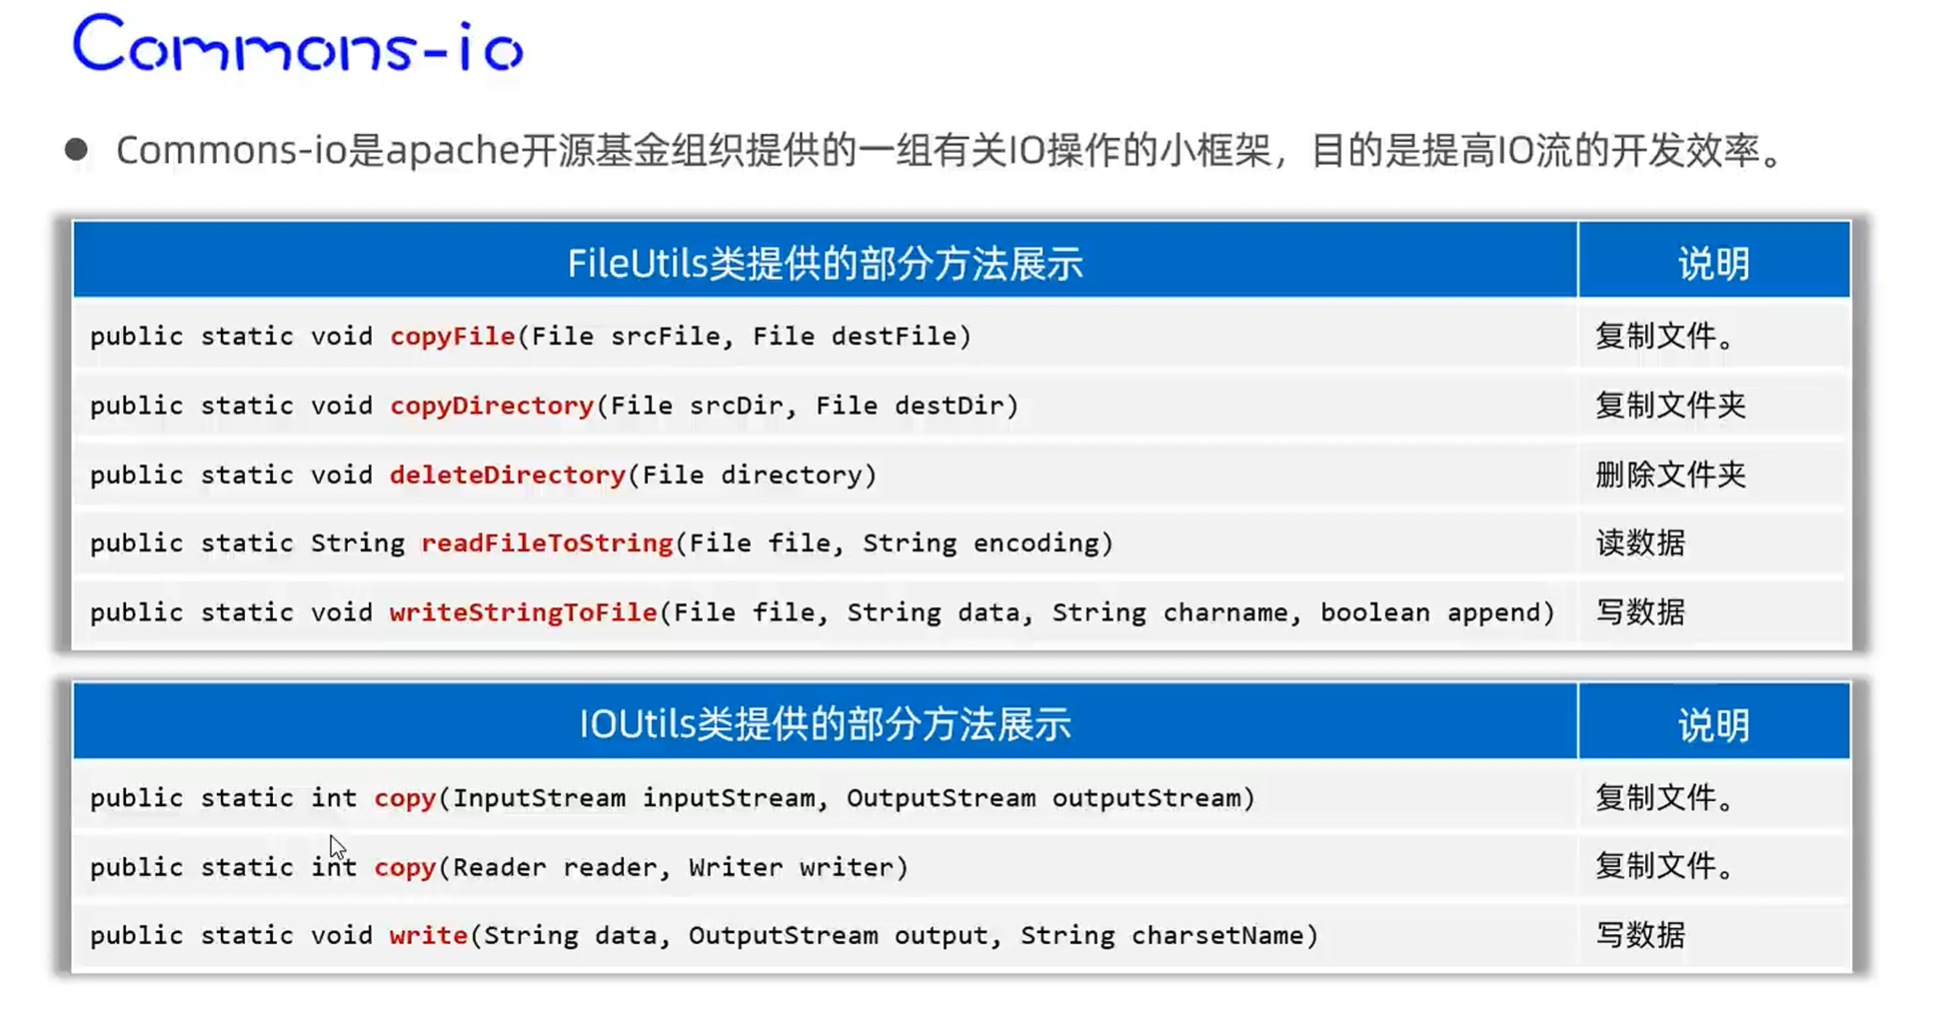 Commons-io
Commons-io是apache开源基金组织提供的一组有关IO操作的小框架，目的是提高IO流的开发效率。
FileUtils类提供的部分方法展示 说明
public static void copyFile(File srcFile, File destFile) 复制文件。
public static void copyDirectory(File srcDir, File destDir) 复制文件夹
public static void deleteDirectory(File directory) 删除文件夹
public static String readFileToString(File file, String encoding) 读数据
public static void writeStringToFile(File file, String data, String charname, boolean append) 写数据
IOUtils类提供的部分方法展示 说明
public static int copy(InputStream inputStream, OutputStream outputStream) 复制文件。
public static int copy(Reader reader, Writer writer) 复制文件。
public static void write(String data, OutputStream output, String charsetName) 写数据